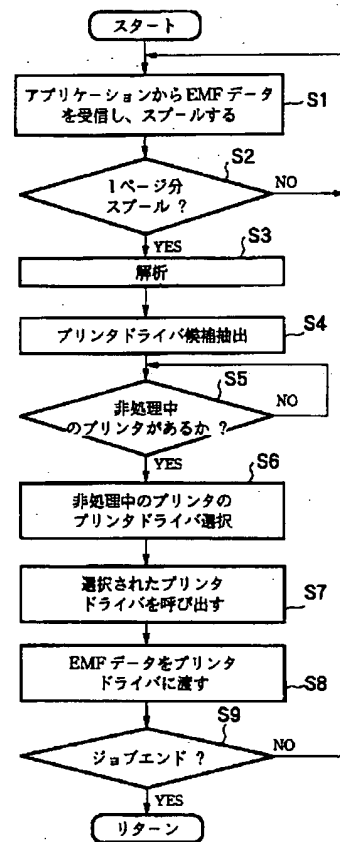 スタート
アプリケーションからEMFデータ
を受信し、スプールする
S1
S2
1ページ分
スプール ?
NO
YES
S3
解析
S4
プリンタドライバ候補抽出
S5
非処理中
のプリンタがあるか ?
NO
YES
S6
非処理中のプリンタの
プリンタドライバ選択
選択されたプリンタ
ドライバを呼び出す
S7
EMFデータをプリンタ
ドライバに渡す
S8
S9
ジョブエンド ?
NO
YES
リターン